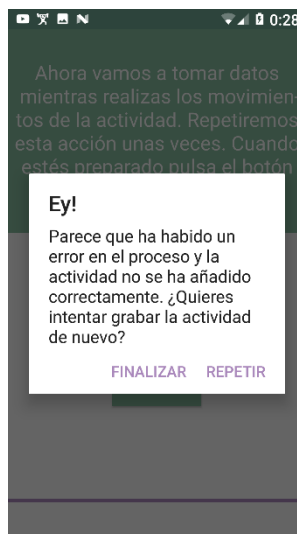 0:28
Ahora vamos a tomar datos
mientras realizas los movimien-
tos de la actividad. Repetiremos
esta acción unas veces. Cuando
estés preparado pulsa el botón
Ey!
Parece que ha habido un
error en el proceso y la
actividad no se ha añadido
correctamente. ¿Quieres
intentar grabar la actividad
de nuevo?
FINALIZAR REPETIR